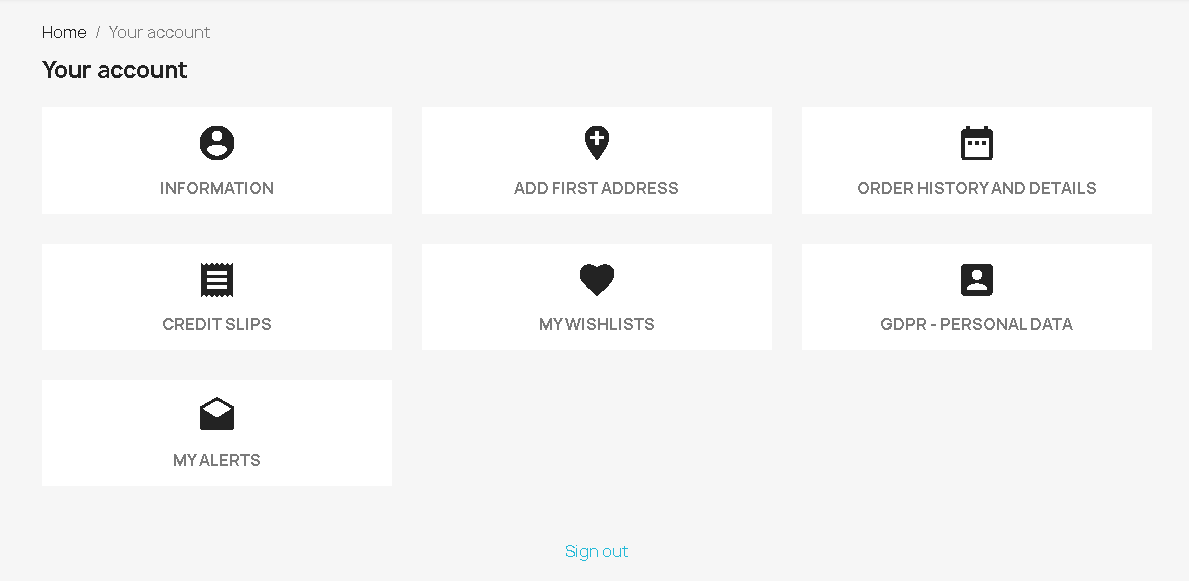 Home / Your account
Your account
INFORMATION
ADD FIRST ADDRESS
ORDER HISTORY AND DETAILS
CREDIT SLIPS
MY WISHLISTS
GDPR - PERSONAL DATA
MY ALERTS
Sign out